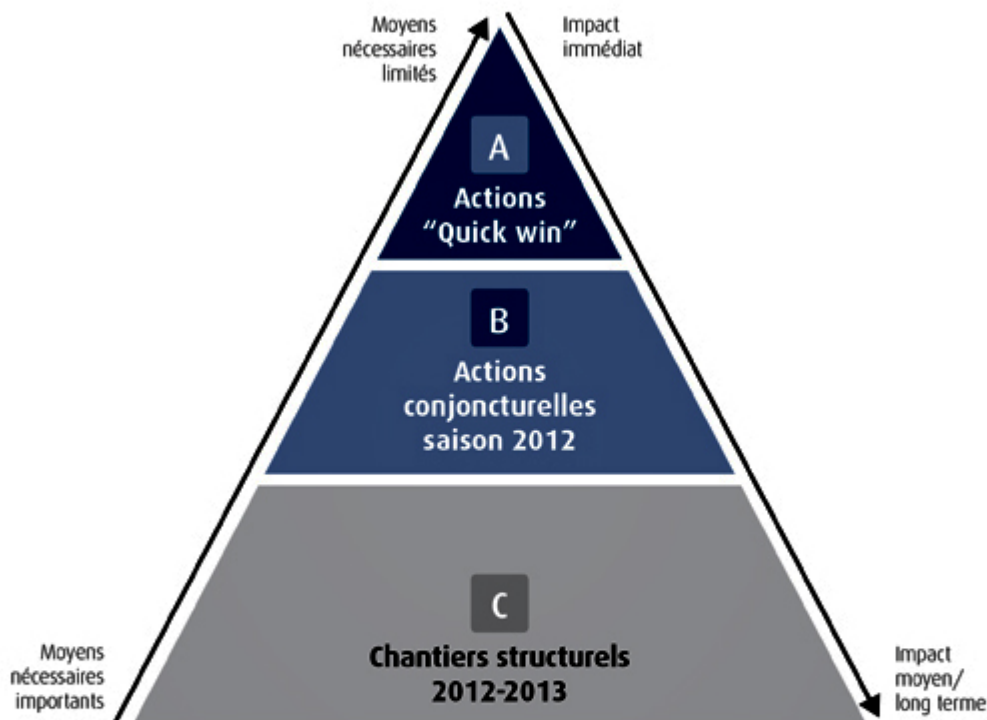 Moyens
nécessaires
limités
Impact
immédiat
A
Actions
“Quick win”
B
Actions
conjoncturelles
saison 2012
C
Chantiers structurels
2012-2013
Moyens
nécessaires
importants
Impact
moyen/
long terme